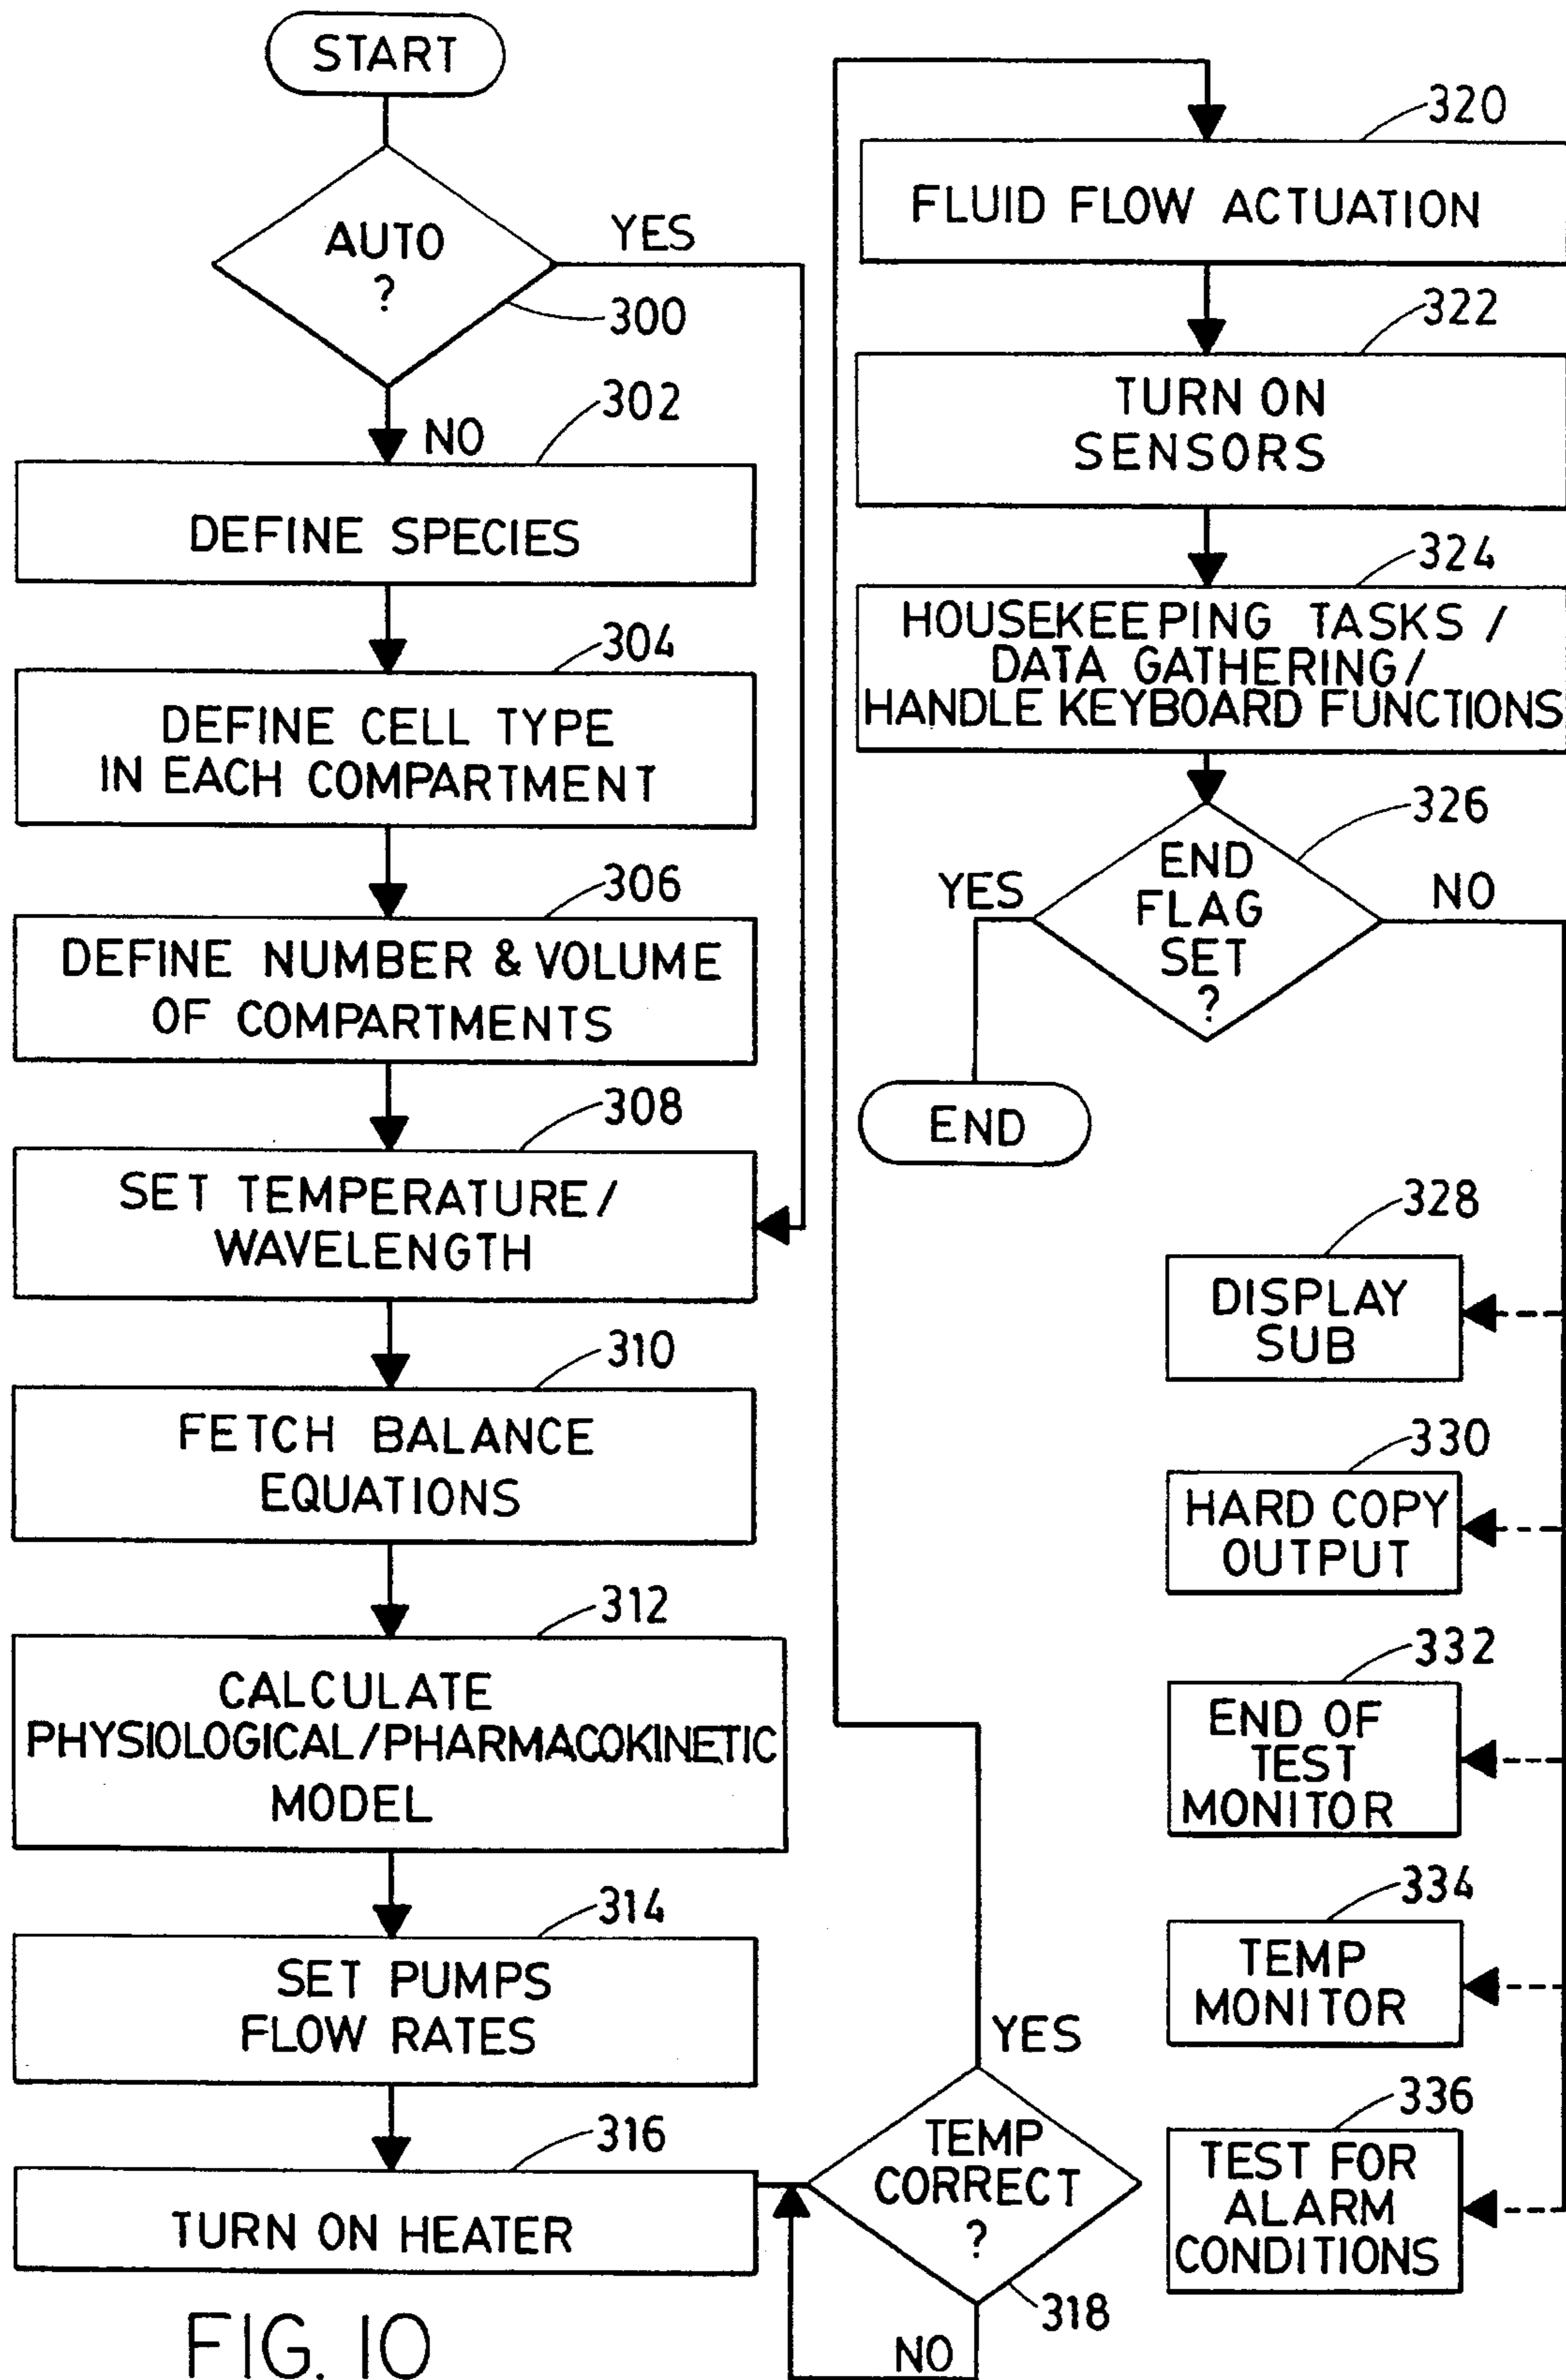 START
AUTO
?
YES
300
NO
302
DEFINE SPECIES
304
DEFINE CELL TYPE
IN EACH COMPARTMENT
306
DEFINE NUMBER & VOLUME
OF COMPARTMENTS
308
SET TEMPERATURE/
WAVELENGTH
310
FETCH BALANCE
EQUATIONS
312
CALCULATE
PHYSIOLOGICAL/PHARMACOKINETIC
MODEL
314
SET PUMPS
FLOW RATES
316
TURN ON HEATER
TEMP
CORRECT
?
318
YES
NO
320
FLUID FLOW ACTUATION
322
TURN ON
SENSORS
324
HOUSEKEEPING TASKS /
DATA GATHERING/
HANDLE KEYBOARD FUNCTIONS
326
END
FLAG
SET
?
YES
NO
END
328
DISPLAY
SUB
330
HARD COPY
OUTPUT
332
END OF
TEST
MONITOR
334
TEMP
MONITOR
336
TEST FOR
ALARM
CONDITIONS
FIG. 10